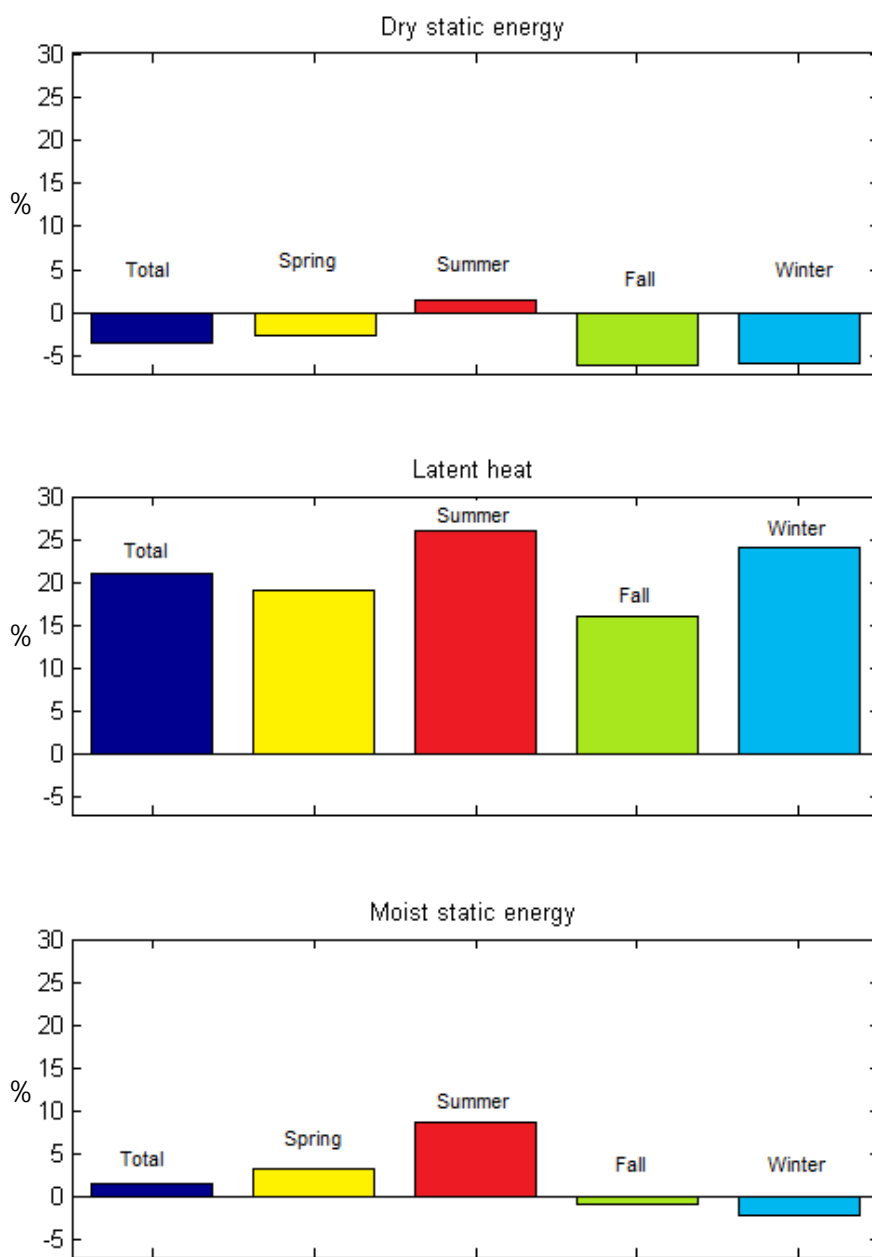 Dry static energy
30
25
20
15
%
10
5
0
-5
Total
Spring
Summer
Fall
Winter
Latent heat
30
25
20
15
%
10
5
0
-5
Total
Summer
Fall
Winter
Moist static energy
30
25
20
15
%
10
5
0
-5
Total
Spring
Summer
Fall
Winter